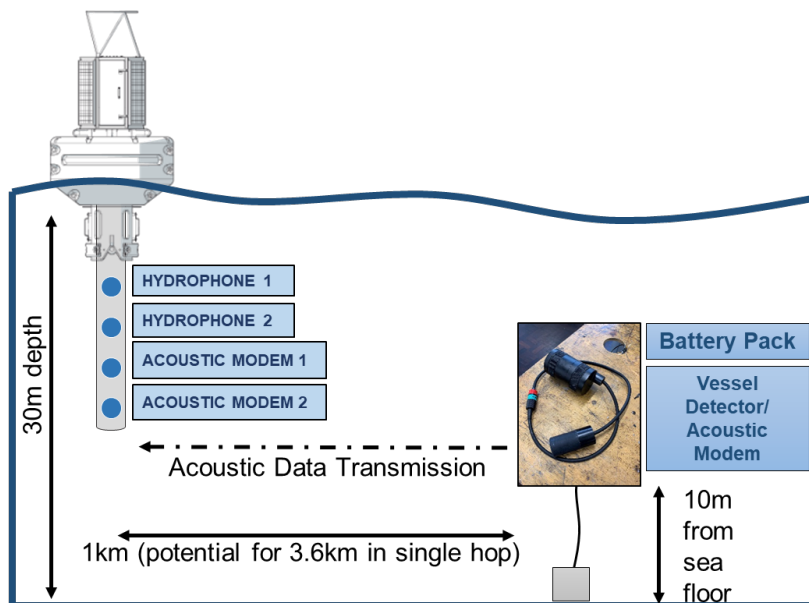 HYDROPHONE 1
HYDROPHONE 2
ACOUSTIC MODEM 1
ACOUSTIC MODEM 2
30m depth
Battery Pack
Vessel
Detector/
Acoustic
Modem
Acoustic Data Transmission
1km (potential for 3.6km in single hop)
10m
from
sea
floor